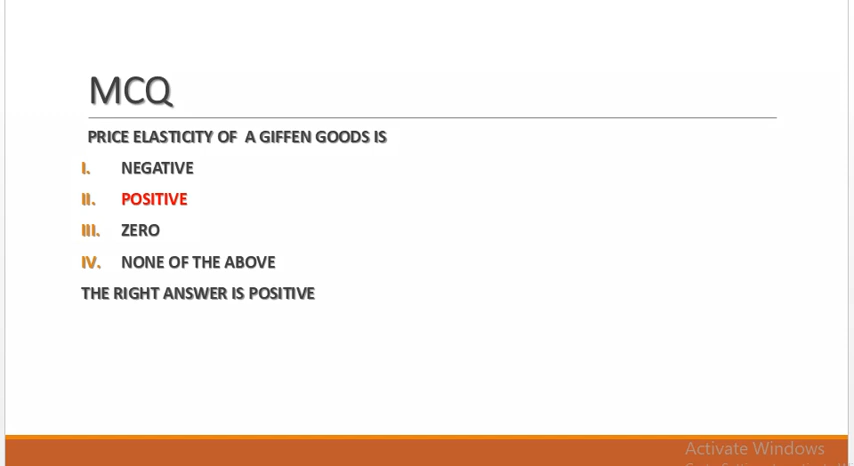 MCQ
PRICE ELASTICITY OF A GIFFEN GOODS IS
I. NEGATIVE
II. POSITIVE
III. ZERO
IV. NONE OF THE ABOVE
THE RIGHT ANSWER IS POSITIVE
Activate Windows